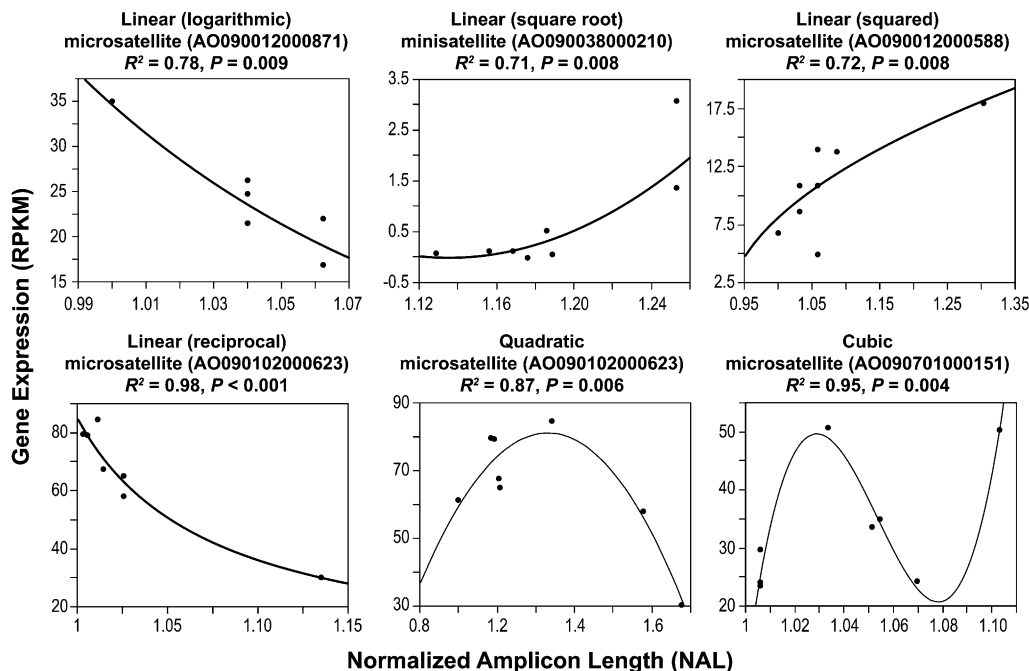 Linear (logarithmic)
microsatellite (AO090012000871)
R² = 0.78, P = 0.009
Linear (square root)
minisatellite (AO090038000210)
R² = 0.71, P = 0.008
Linear (squared)
microsatellite (AO090012000588)
R² = 0.72, P = 0.008
35
30
25
20
15
0.99
1.01
1.03
1.05
1.07
3.5
2.5
1.5
0.5
-0.5
1.12
1.16
1.20
1.24
17.5
12.5
7.5
2.5
0.95
1.05
1.15
1.25
1.35
Gene Expression (RPKM)
Linear (reciprocal)
microsatellite (AO090102000623)
R² = 0.98, P < 0.001
Quadratic
microsatellite (AO090102000623)
R² = 0.87, P = 0.006
Cubic
microsatellite (AO090701000151)
R² = 0.95, P = 0.004
80
60
40
20
1
1.05
1.10
1.15
90
70
50
30
0.8
1.0
1.2
1.4
1.6
50
40
30
20
1
1.02
1.04
1.06
1.08
1.10
Normalized Amplicon Length (NAL)